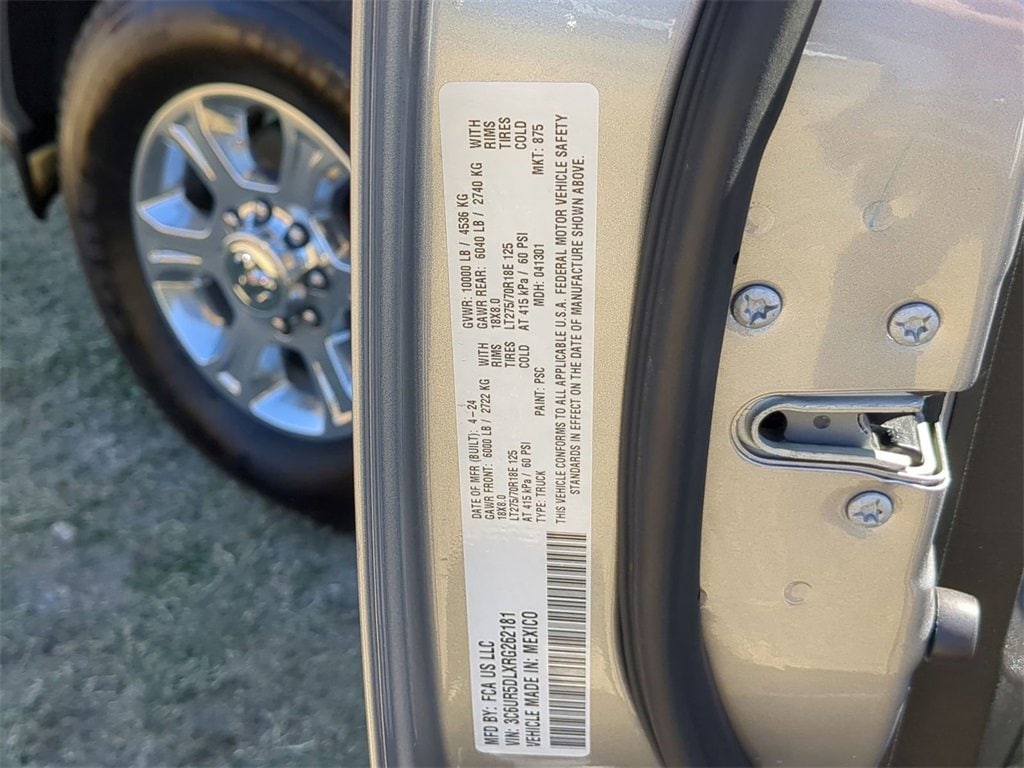 MFD BY: FCA US LLC
VIN: 3C6UR5DLXRG262181
VEHICLE MADE IN: MEXICO
DATE OF MFR (BUILT): 4-24
GAWR FRONT: 6000 LB / 2722 KG WITH
18X8.0 RIMS
LT275/70R18E 125 TIRES
AT 415 kPa / 60 PSI COLD
TYPE: TRUCK PAINT: PSC
GVWR: 10000 LB / 4536 KG
GAWR REAR: 6040 LB / 2740 KG WITH
18X8.0 RIMS
LT275/70R18E 125 TIRES
AT 415 kPa / 60 PSI COLD
MDH: 041301 MKT: 875
THIS VEHICLE CONFORMS TO ALL APPLICABLE U.S.A. FEDERAL MOTOR VEHICLE SAFETY
STANDARDS IN EFFECT ON THE DATE OF MANUFACTURE SHOWN ABOVE.